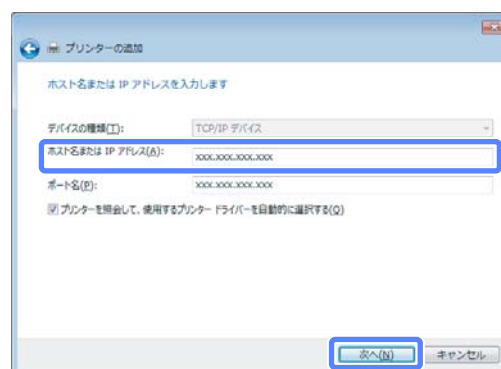 プリンターの追加
ホスト名または IP アドレスを入力します
デバイスの種類(T): TCP/IP デバイス
ホスト名または IP アドレス(A): xxx.xxx.xxx.xxx
ポート名(P): xxx.xxx.xxx.xxx
プリンターを照会して、使用するプリンター ドライバーを自動的に選択する(Q)
次へ(N) キャンセル